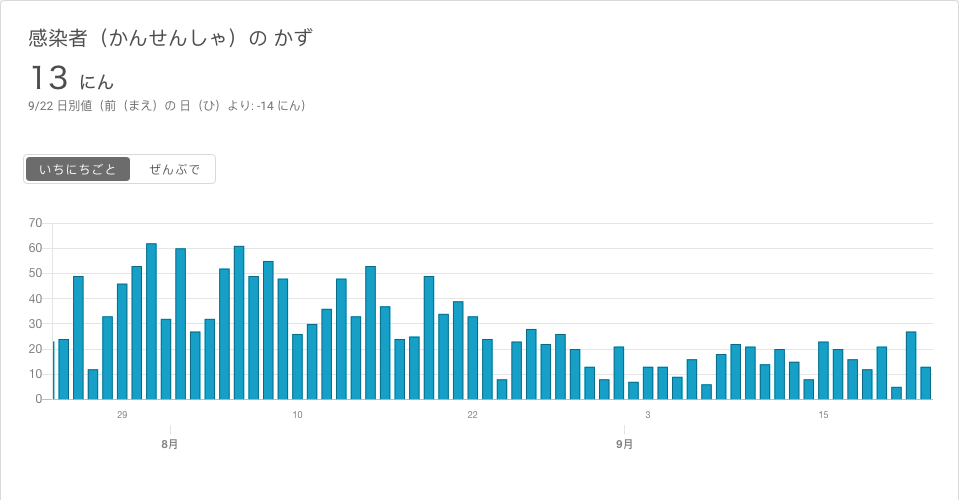 感染者（かんせんしゃ）の かず
13 にん
9/22 日別値（前（まえ）の 日（ひ）より: -14 にん）
いちにちごと ぜんぶで
70
60
50
40
30
20
10
0
29 10 22 3 15
8月 9月